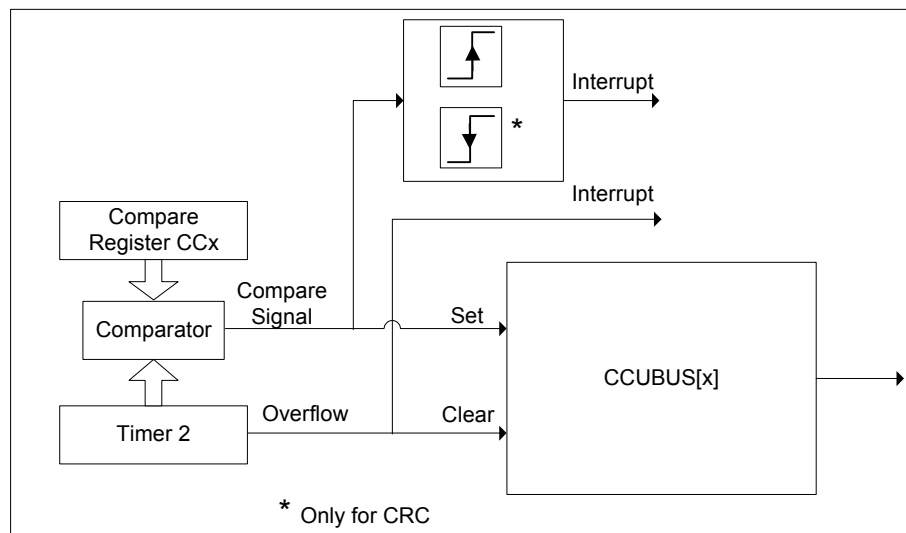 Interrupt
*
Interrupt
Compare
Register CCx
Compare
Signal
Set
Comparator
CCUBUS[x]
Overflow
Clear
Timer 2
* Only for CRC